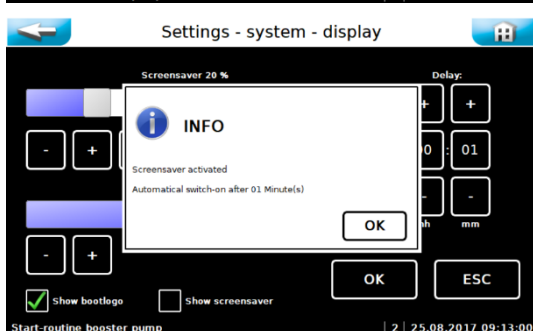 Settings - system - display
Screensaver 20 %
Delay:
INFO
+
+
-
+
0
:
01
Screensaver activated
Automatical switch-on after 01 Minute(s)
-
-
OK
hh
mm
-
+
OK
ESC
Show bootlogo
Show screensaver
Start-routine booster pump
2
25.08.2017 09:13:00